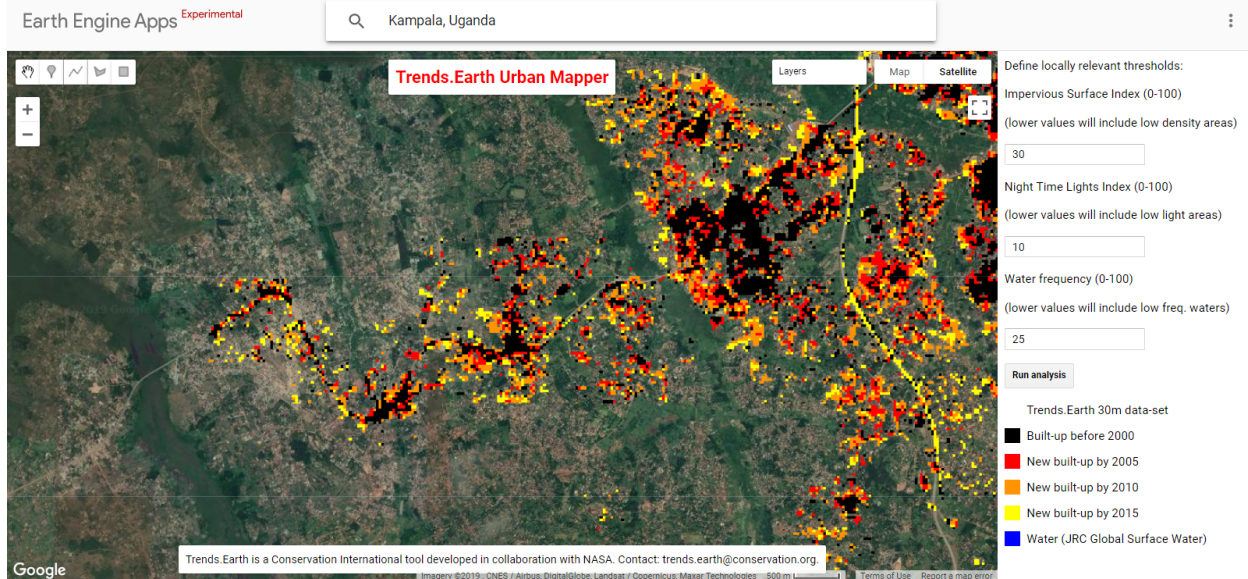 Earth Engine Apps Experimental
Kampala, Uganda
Trends.Earth Urban Mapper
Layers
Map
Satellite
+
−
Define locally relevant thresholds:
Impervious Surface Index (0-100)
(lower values will include low density areas)
30
Night Time Lights Index (0-100)
(lower values will include low light areas)
10
Water frequency (0-100)
(lower values will include low freq. waters)
25
Run analysis
Trends.Earth 30m data-set
Built-up before 2000
New built-up by 2005
New built-up by 2010
New built-up by 2015
Water (JRC Global Surface Water)
Trends.Earth is a Conservation International tool developed in collaboration with NASA. Contact: trends.earth@conservation.org.
Google
Imagery ©2019 , CNES / Airbus, DigitalGlobe, Landsat / Copernicus, Maxar Technologies
500 m
Terms of Use
Report a map error